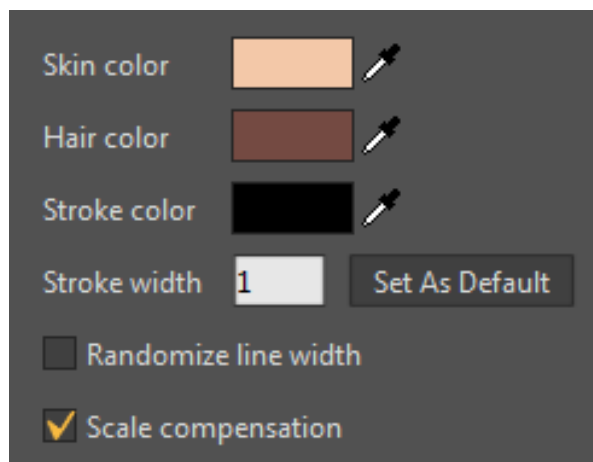 Skin color
Hair color
Stroke color
Stroke width 1 Set As Default
Randomize line width
Scale compensation